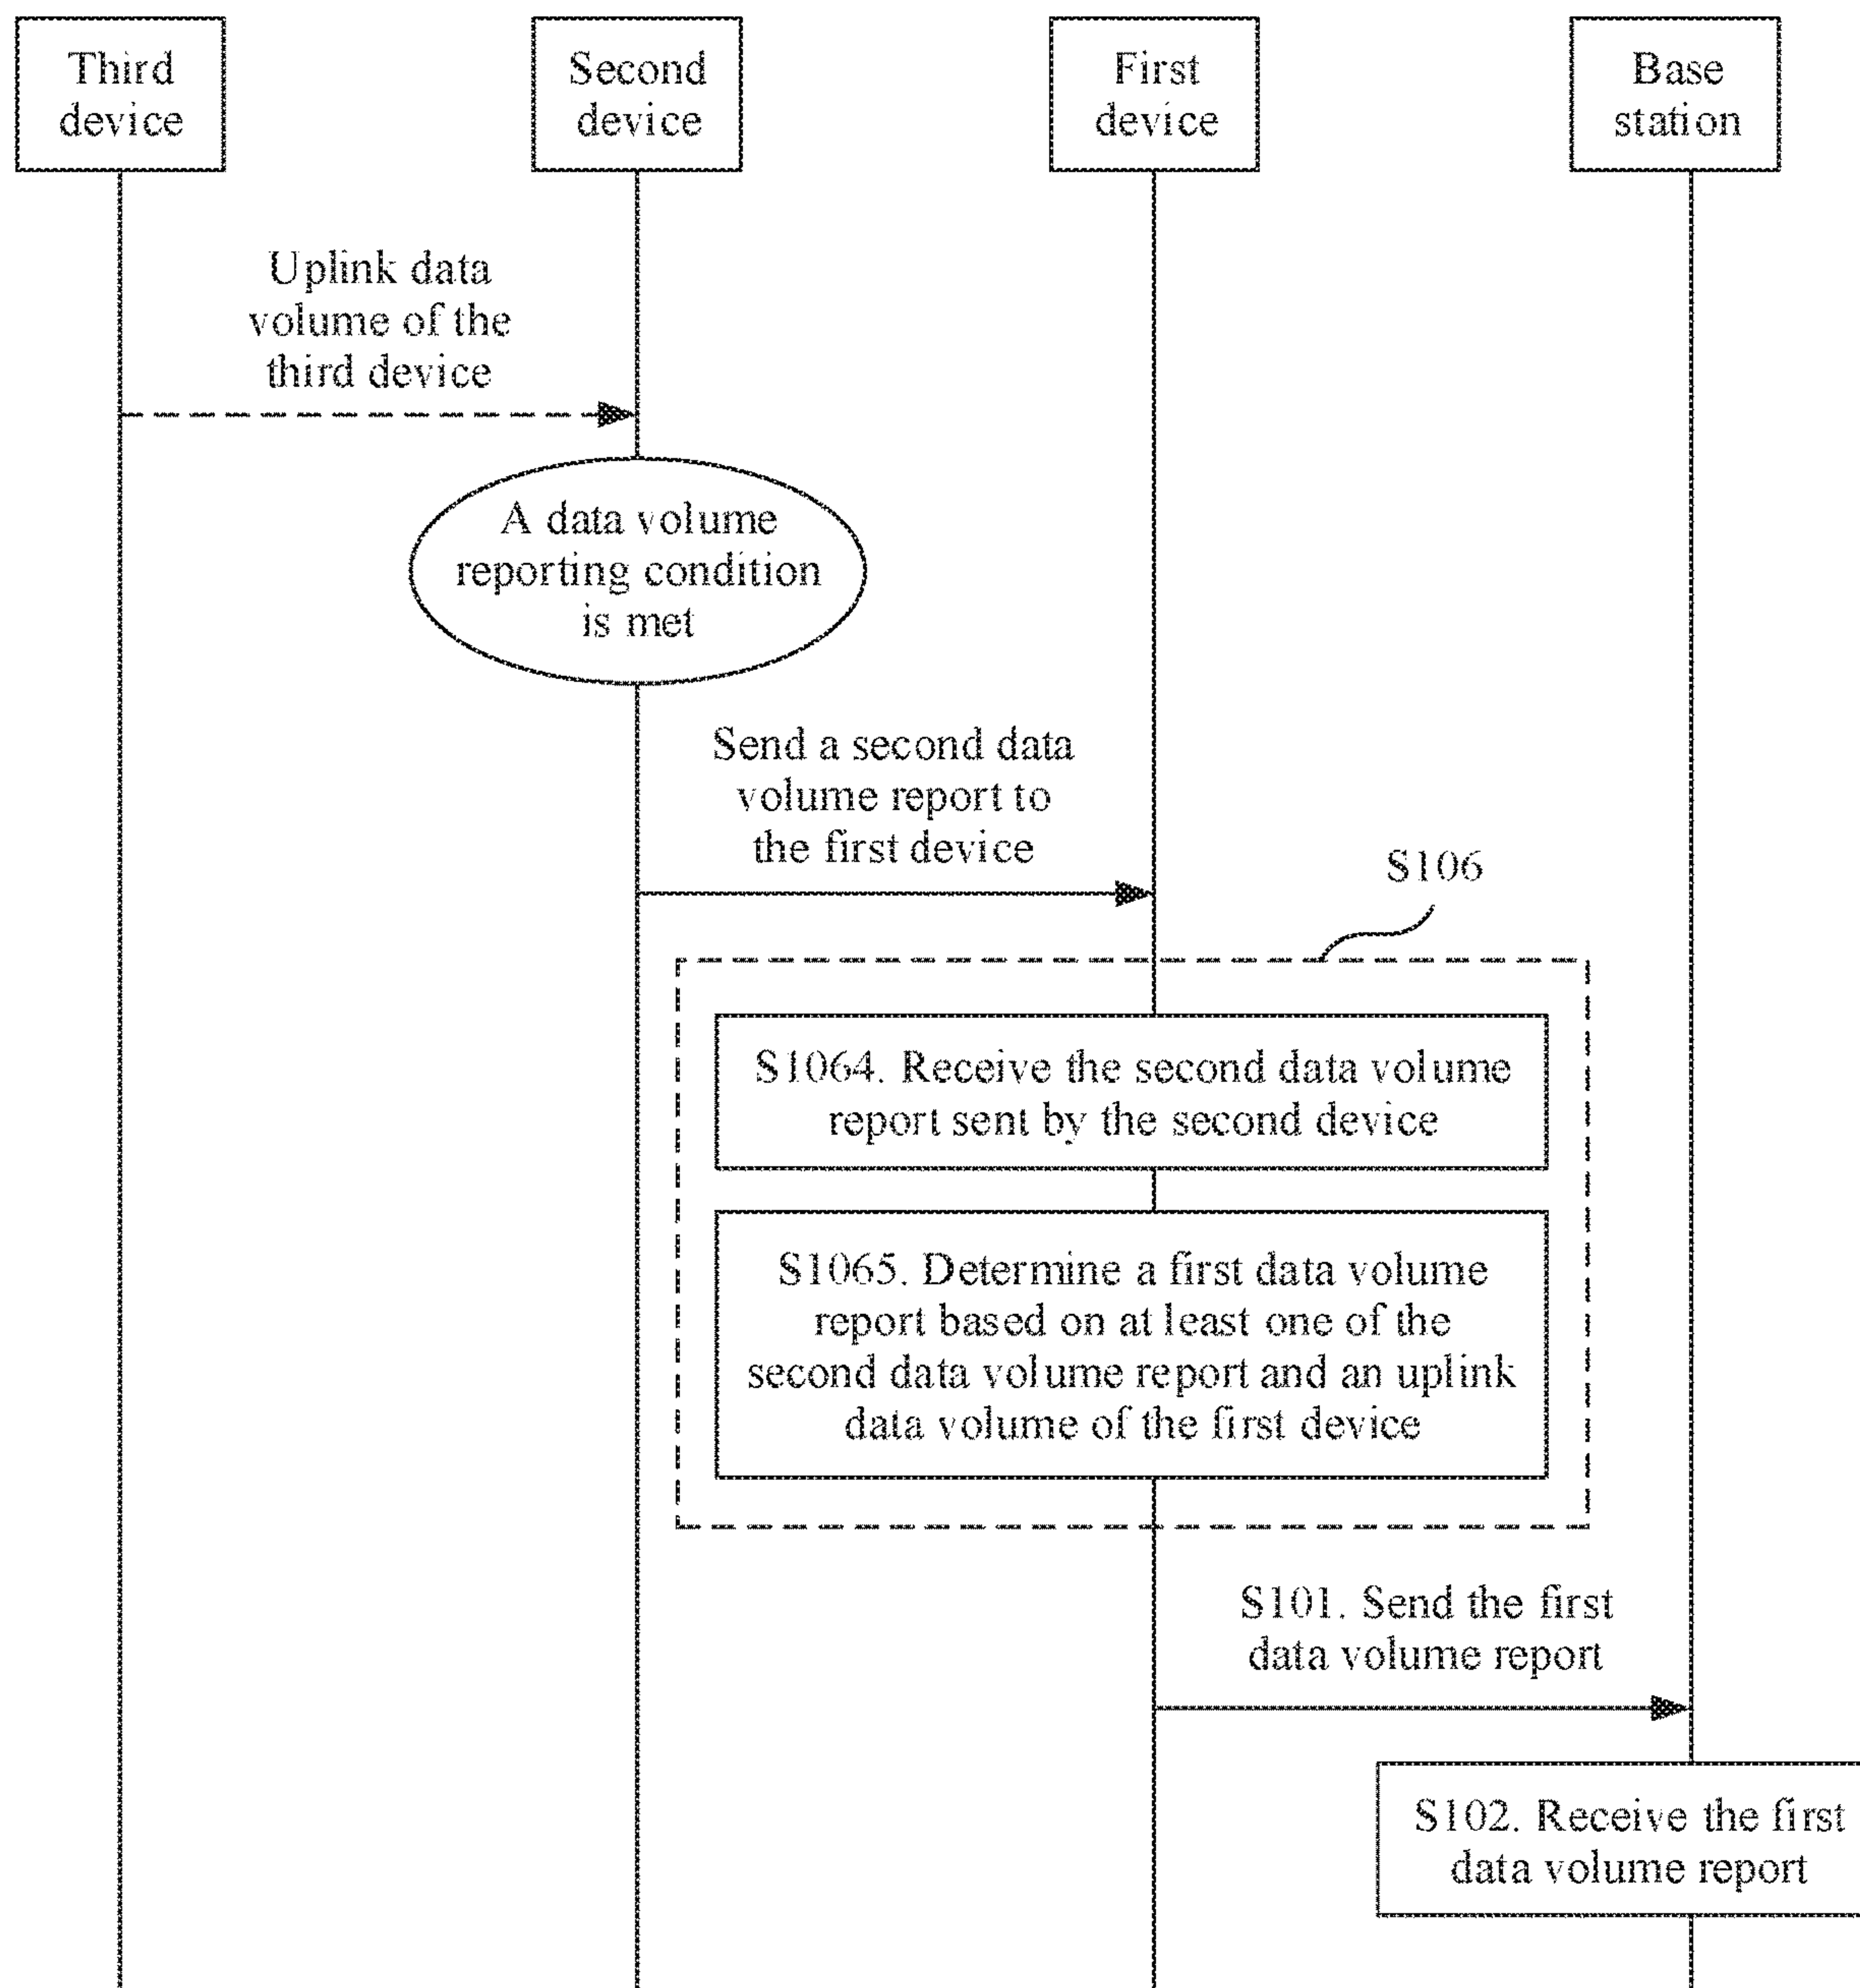 Third
device
Second
device
First
device
Base
station
Uplink data
volume of the
third device
A data volume
reporting condition
is met
Send a second data
volume report to
the first device
S106
S1064. Receive the second data volume
report sent by the second device
S1065. Determine a first data volume
report based on at least one of the
second data volume report and an uplink
data volume of the first device
S101. Send the first
data volume report
S102. Receive the first
data volume report